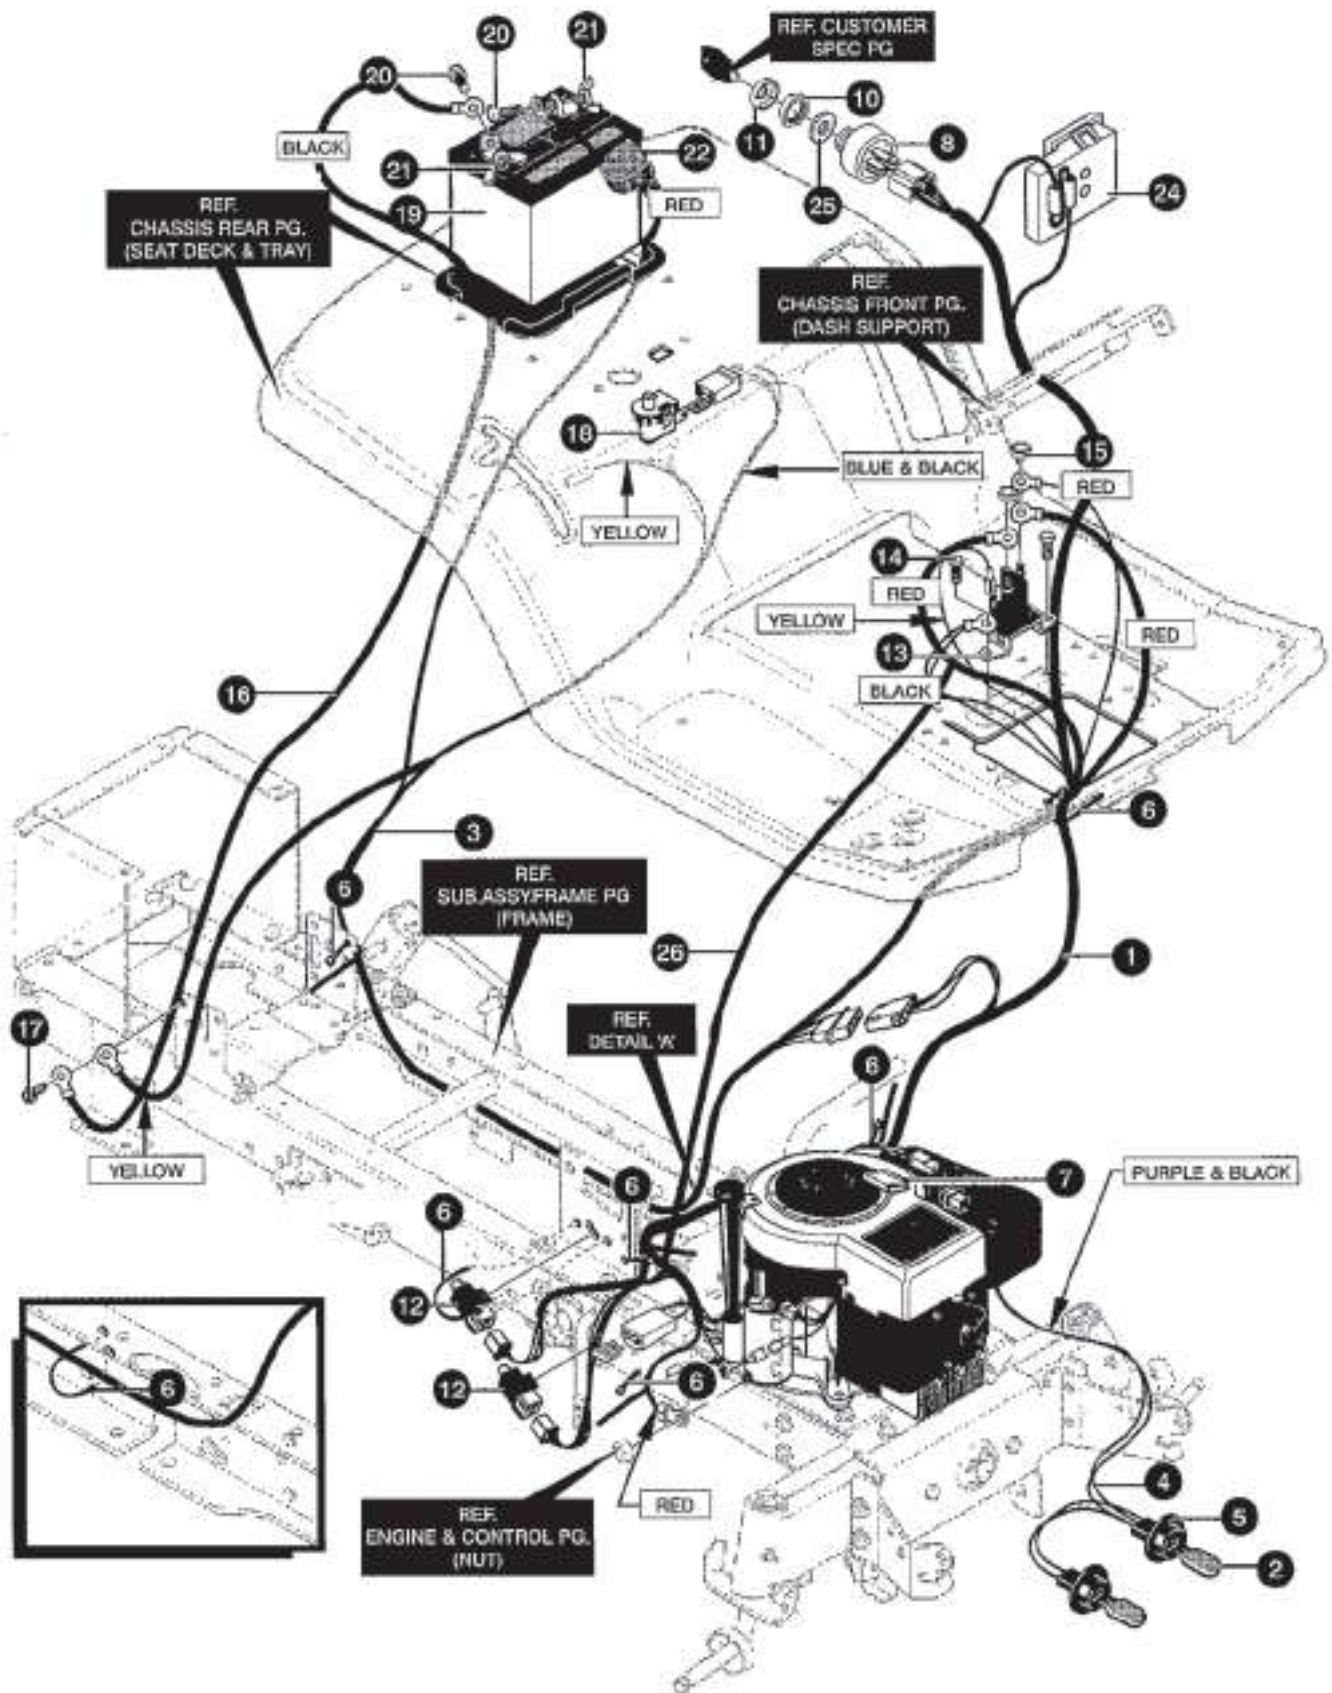 20
21
REF. CUSTOMER
SPEC PG
20
10
11
8
BLACK
21
22
25
24
RED
REF.
CHASSIS REAR PG.
(SEAT DECK & TRAY)
19
REF.
CHASSIS FRONT PG.
(DASH SUPPORT)
18
15
BLUE & BLACK
RED
YELLOW
14
RED
YELLOW
RED
13
BLACK
16
6
3
6
REF.
SUB.ASSY.FRAME PG
(FRAME)
26
1
REF.
DETAIL 'A'
17
6
YELLOW
7
PURPLE & BLACK
6
6
12
6
12
6
REF.
ENGINE & CONTROL PG.
(NUT)
RED
4
5
2